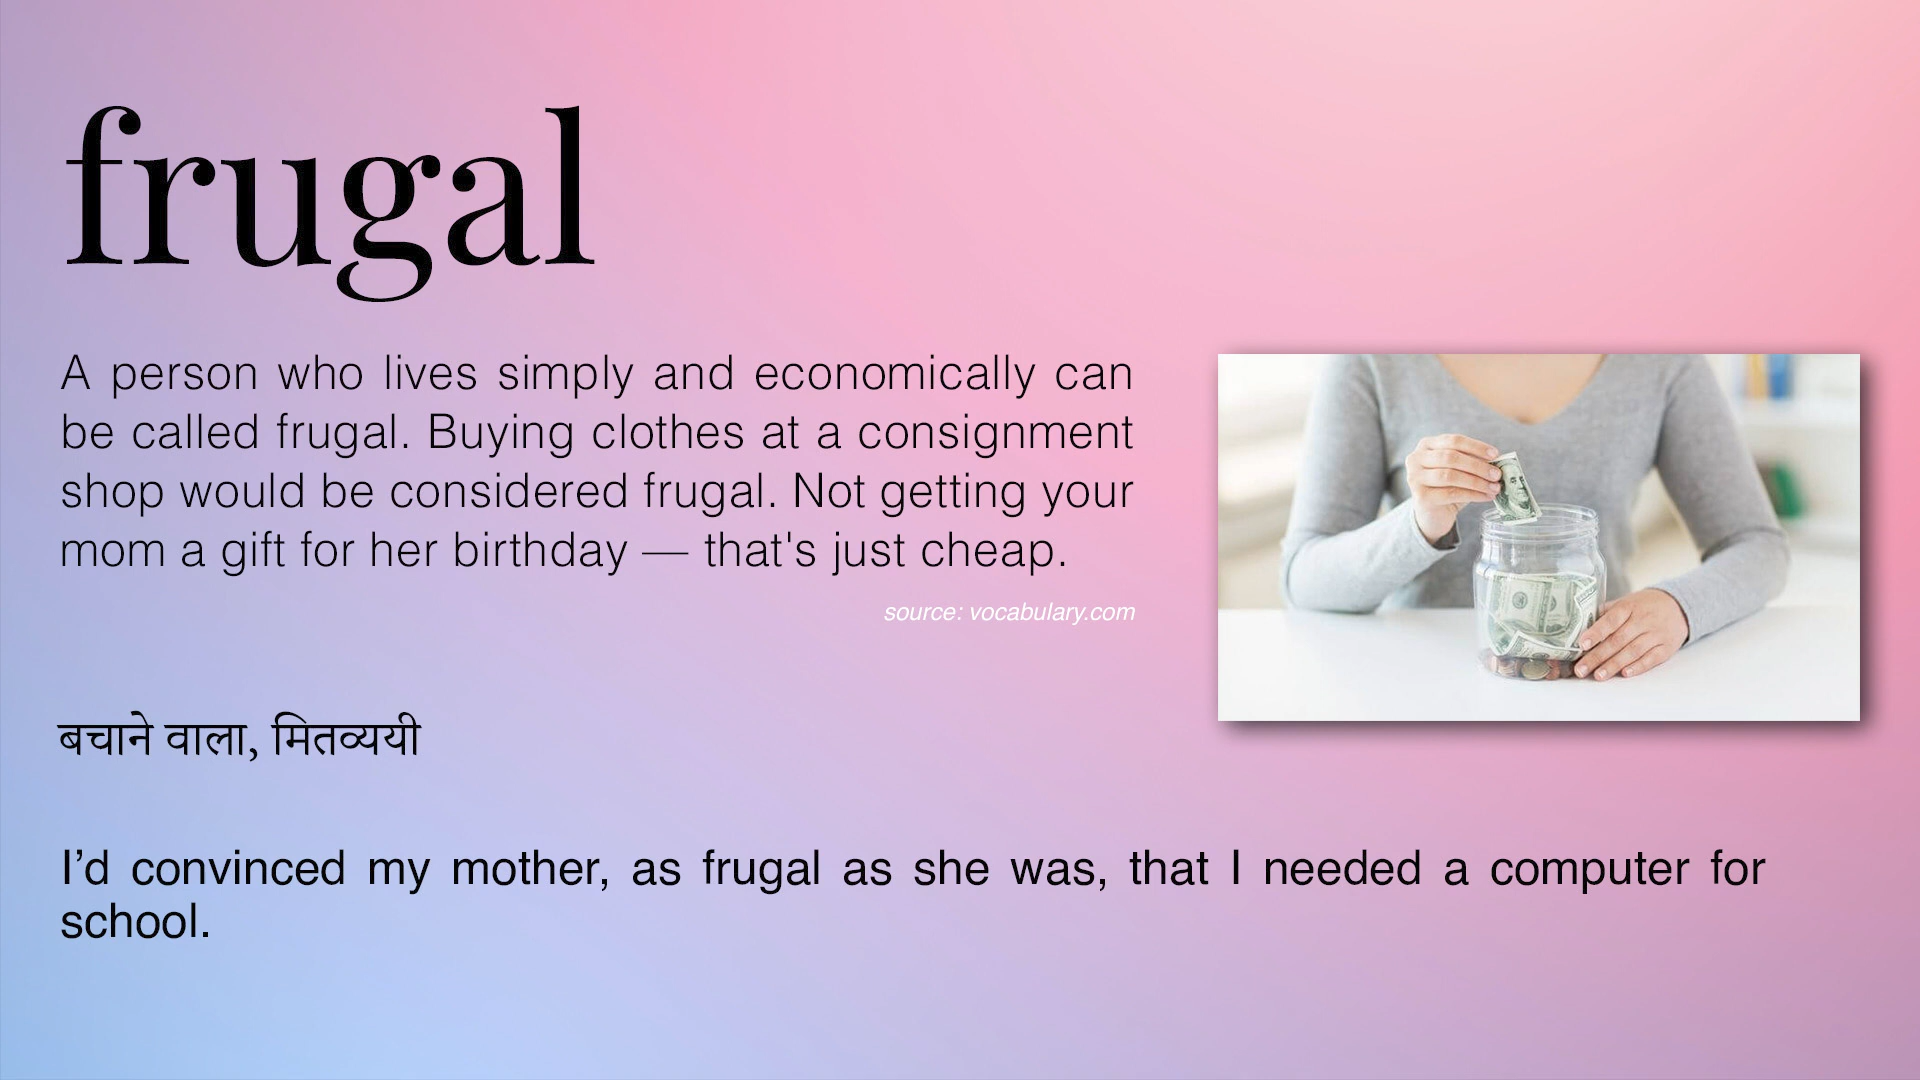 frugal
A person who lives simply and economically can
be called frugal. Buying clothes at a consignment
shop would be considered frugal. Not getting your
mom a gift for her birthday — that's just cheap.
source: vocabulary.com
बचाने वाला, मितव्ययी
I’d convinced my mother, as frugal as she was, that I needed a computer for
school.